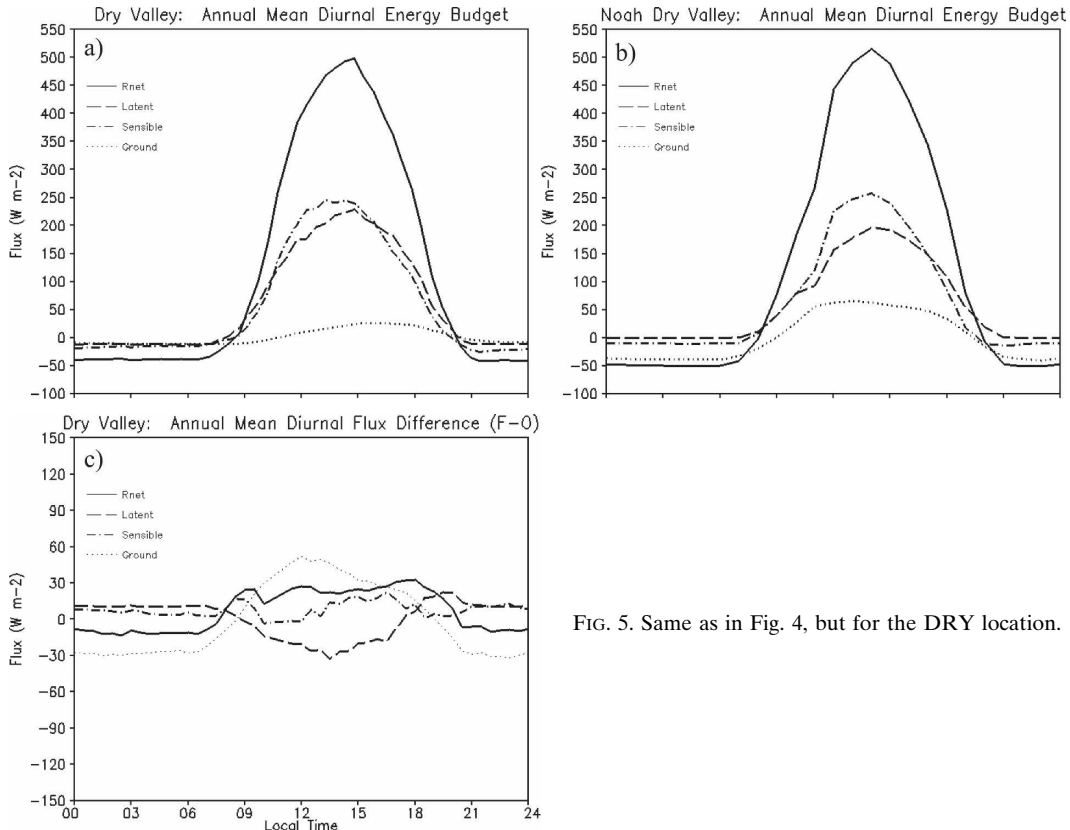 Dry Valley: Annual Mean Diurnal Energy Budget
a)
Rnet
Latent
Sensible
Ground
Flux (W m-2)
550
500
450
400
350
300
250
200
150
100
50
0
-50
-100
Noah Dry Valley: Annual Mean Diurnal Energy Budget
b)
Rnet
Latent
Sensible
Ground
Flux (W m-2)
550
500
450
400
350
300
250
200
150
100
50
0
-50
-100
Dry Valley: Annual Mean Diurnal Flux Difference (F-O)
c)
Rnet
Latent
Sensible
Ground
Flux (W m-2)
150
120
90
60
30
0
-30
-60
-90
-120
-150
00 03 06 09 12 15 18 21 24
Local Time
FIG. 5. Same as in Fig. 4, but for the DRY location.